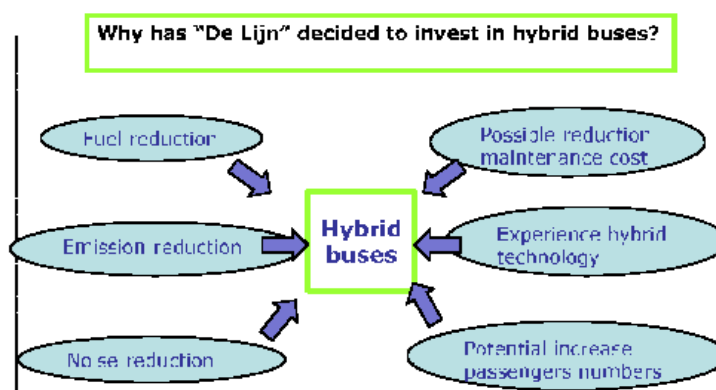 Why has "De Lijn" decided to invest in hybrid buses?
Fuel reduction
Possible reduction
maintenance cost
Emission reduction
Hybrid
buses
Experience hybrid
technology
Noise reduction
Potential increase
passengers numbers